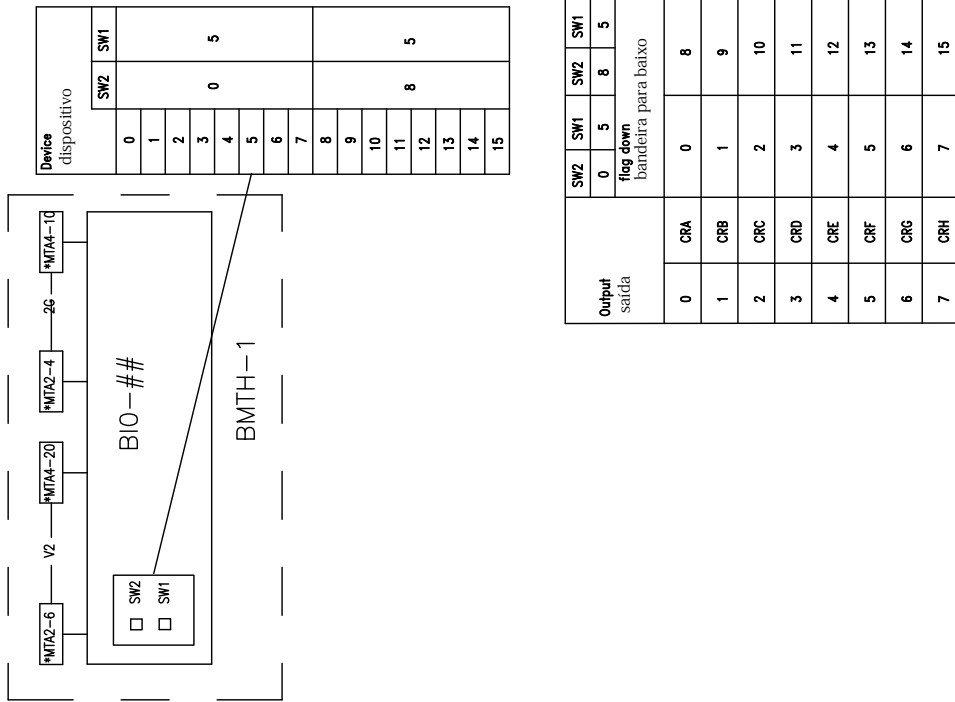 *MTA2-6
V2
*MTA4-20
*MTA2-4
2G
*MTA4-10
BIO-##
BMTH-1
SW2
SW1
Device
dispositivo
SW2
SW1
0
1
2
3
4
5
6
7
8
9
10
11
12
13
14
15
0
5
8
5
Output
saída
SW2 SW1 SW2 SW1
0 5 8 5
flag down
bandeira para baixo
0 CRA 0 8
1 CRB 1 9
2 CRC 2 10
3 CRD 3 11
4 CRE 4 12
5 CRF 5 13
6 CRG 6 14
7 CRH 7 15